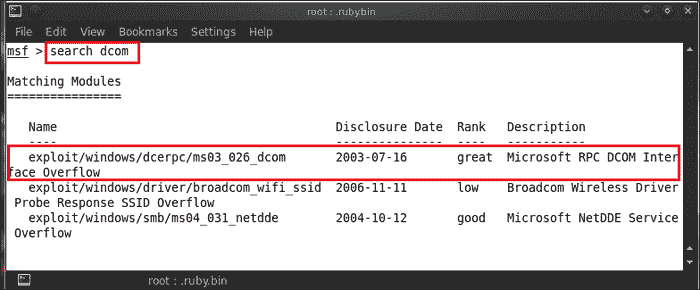 root : .ruby.bin
File Edit View Bookmarks Settings Help
msf > search dcom
Matching Modules
================
Name Disclosure Date Rank Description
---- --------------- ---- -----------
exploit/windows/dcerpc/ms03_026_dcom 2003-07-16 great Microsoft RPC DCOM Inter
face Overflow
exploit/windows/driver/broadcom_wifi_ssid 2006-11-11 low Broadcom Wireless Driver
Probe Response SSID Overflow
exploit/windows/smb/ms04_031_netdde 2004-10-12 good Microsoft NetDDE Service
Overflow
root : .ruby.bin